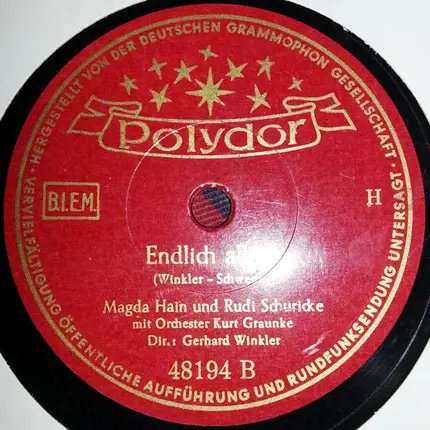 HERGESTELLT VON DER DEUTSCHEN GRAMMOPHON GESELLSCHAFT · VERVIELFÄLTIGUNG ÖFFENTLICHE AUFFÜHRUNG UND RUNDFUNKSENDUNG UNTERSAGT ·
Polydor
B.I.E.M.
H
Endlich
(Winkler -
Magda Hain und Rudi Schuricke
mit Orchester Kurt Graunke
Dir.: Gerhard Winkler
48194 B